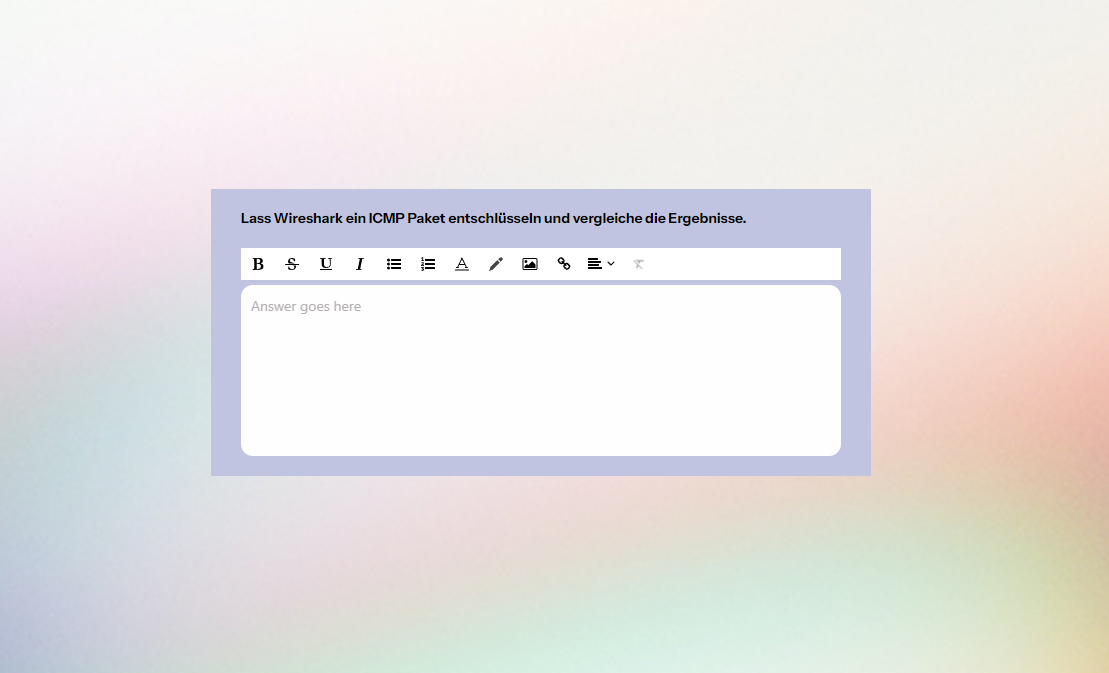 Lass Wireshark ein ICMP Paket entschlüsseln und vergleiche die Ergebnisse.
B S U I A
Answer goes here